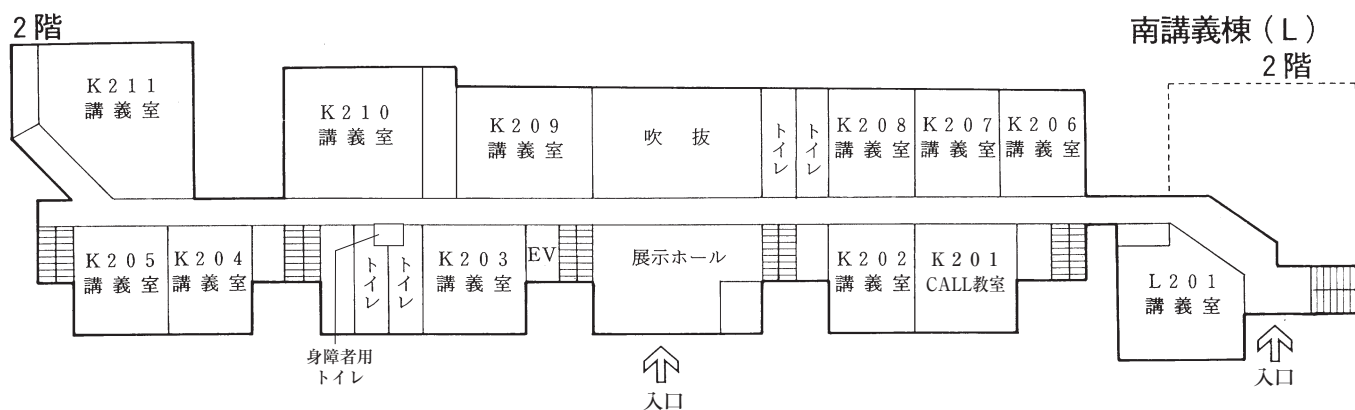 2階
南講義棟(L)
2階
K211
講義室
K210
講義室
K209
講義室
吹抜
トイレ
トイレ
K208
講義室
K207
講義室
K206
講義室
K205
講義室
K204
講義室
トイレ
トイレ
K203
講義室
EV
展示ホール
K202
講義室
K201
CALL教室
L201
講義室
身障者用
トイレ
入口
入口